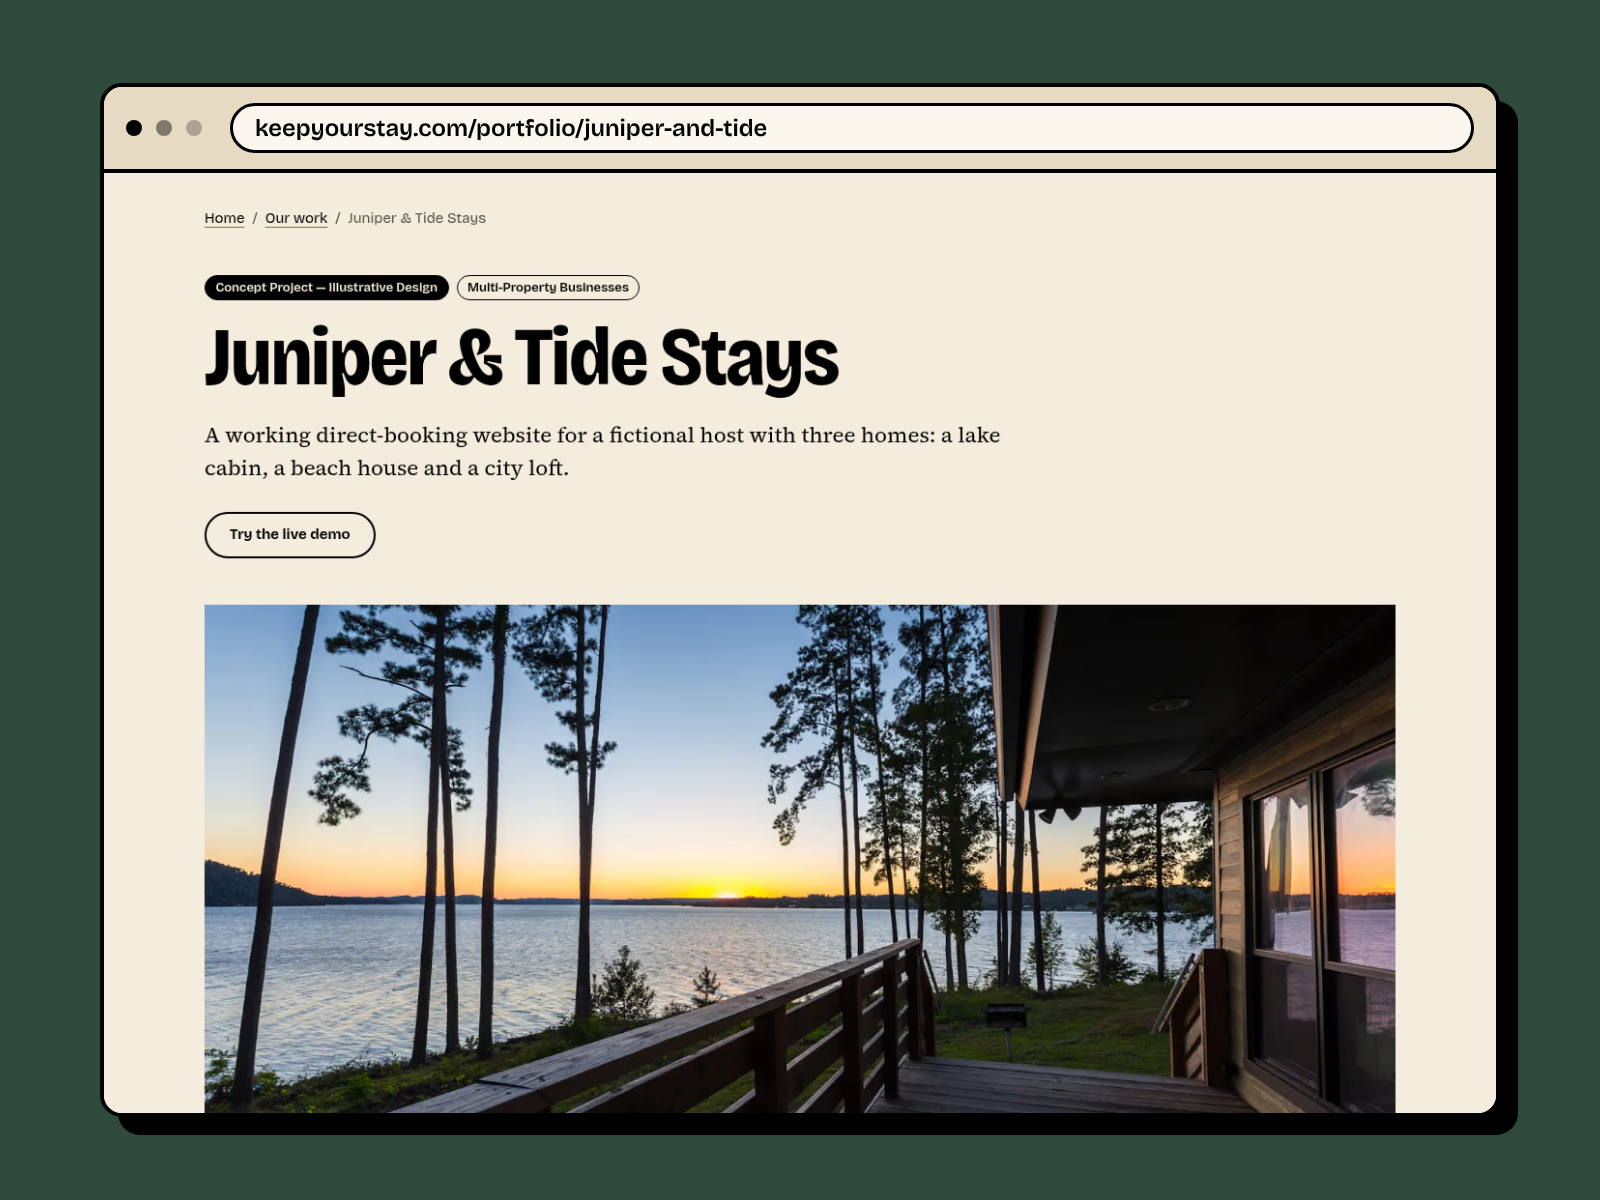 keepyourstay.com/portfolio/juniper-and-tide
Home / Our work / Juniper & Tide Stays
Concept Project — Illustrative Design Multi-Property Businesses
Juniper & Tide Stays
A working direct-booking website for a fictional host with three homes: a lake
cabin, a beach house and a city loft.
Try the live demo